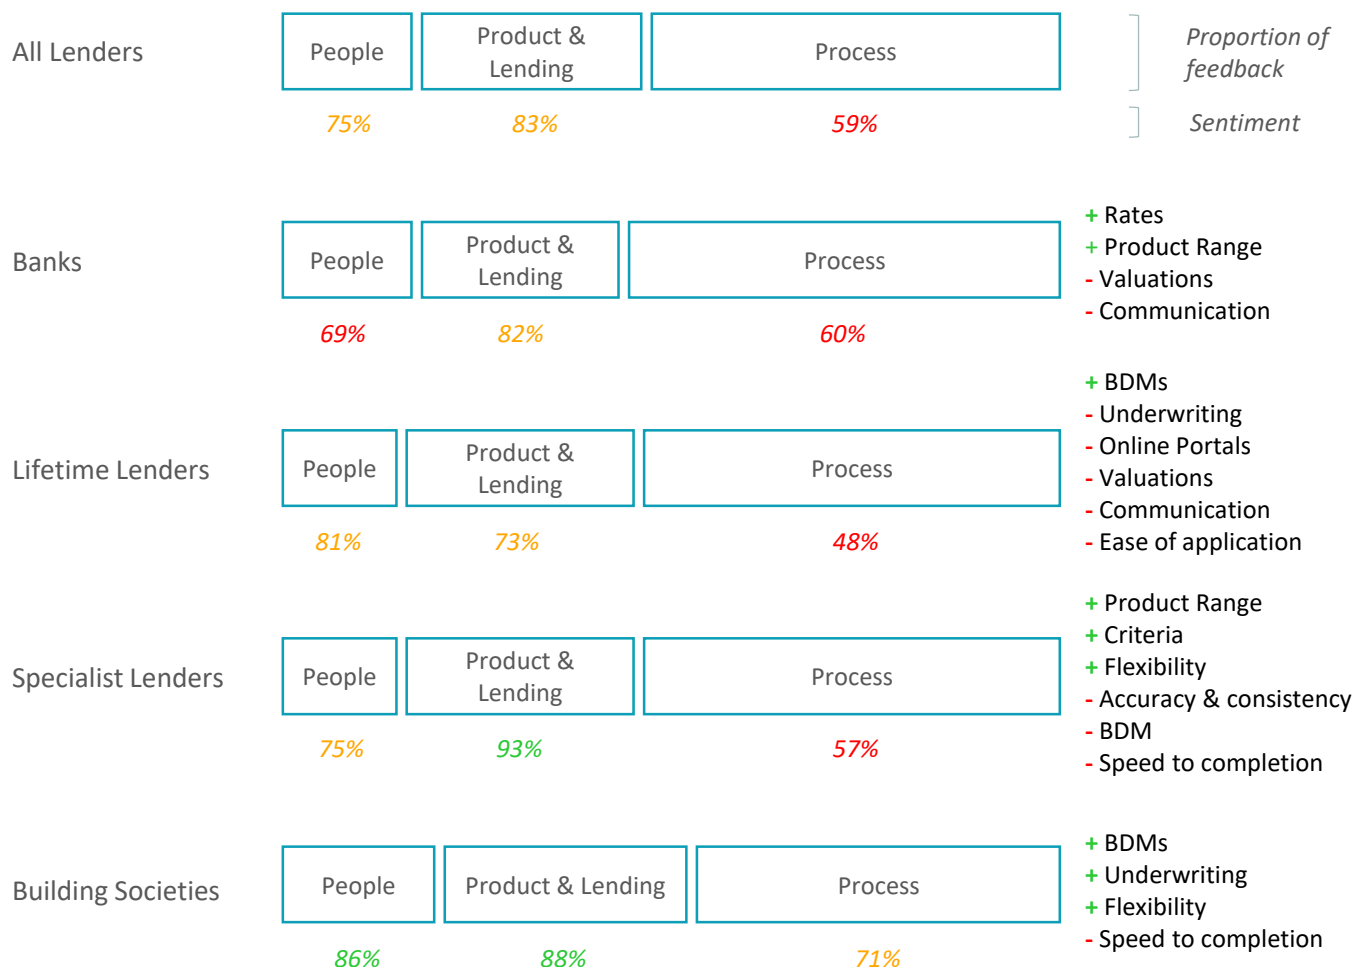 All Lenders
People
Product &
Lending
Process
Proportion of
feedback
75%
83%
59%
Sentiment
Banks
People
Product &
Lending
Process
+ Rates
+ Product Range
- Valuations
- Communication
69%
82%
60%
Lifetime Lenders
People
Product &
Lending
Process
+ BDMs
- Underwriting
- Online Portals
- Valuations
- Communication
- Ease of application
81%
73%
48%
Specialist Lenders
People
Product &
Lending
Process
+ Product Range
+ Criteria
+ Flexibility
- Accuracy & consistency
- BDM
- Speed to completion
75%
93%
57%
Building Societies
People
Product & Lending
Process
+ BDMs
+ Underwriting
+ Flexibility
- Speed to completion
86%
88%
71%